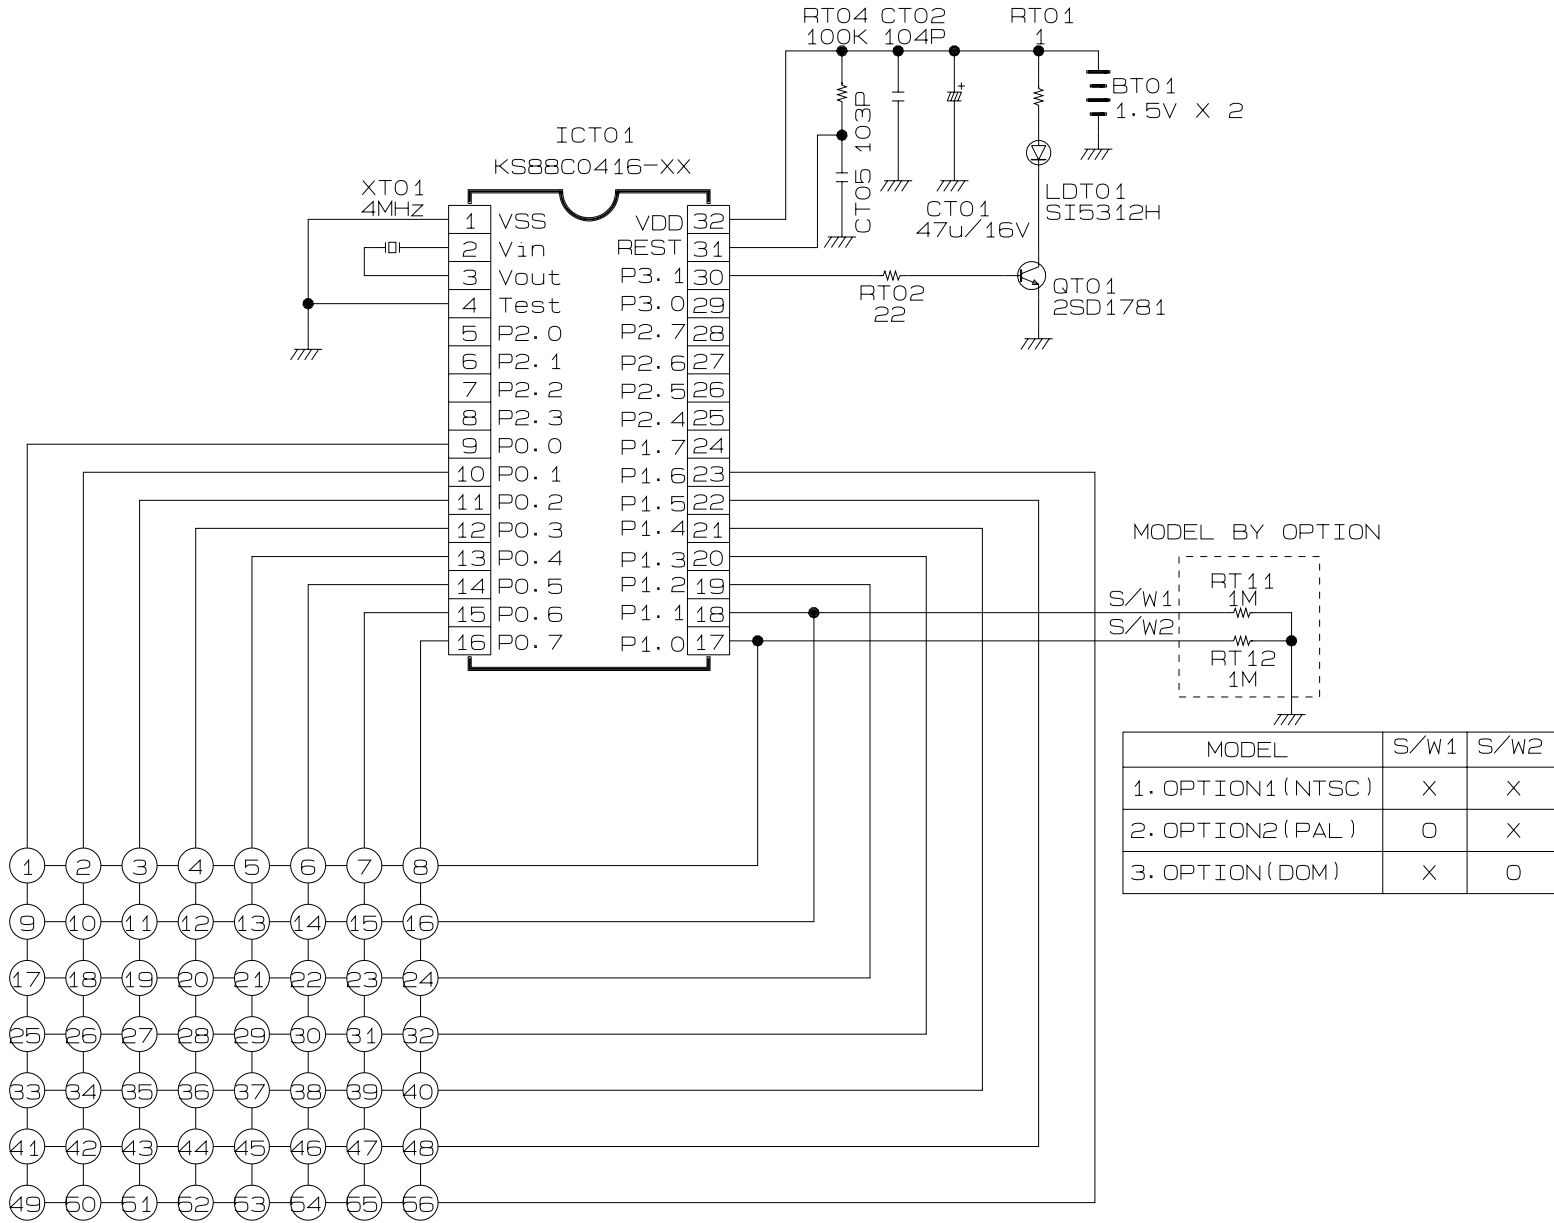 RT04 CT02 RT01
100K 104P 1
BT01
1.5V X 2
CT05 103P
ICT01
KS88C0416-XX
XT01
4MHz
LDT01
SI5312H
CT01
47u/16V
1 VSS VDD 32
2 Vin REST 31
3 Vout P3.1 30
4 Test P3.0 29
5 P2.0 P2.7 28
6 P2.1 P2.6 27
7 P2.2 P2.5 26
8 P2.3 P2.4 25
9 P0.0 P1.7 24
10 P0.1 P1.6 23
11 P0.2 P1.5 22
12 P0.3 P1.4 21
13 P0.4 P1.3 20
14 P0.5 P1.2 19
15 P0.6 P1.1 18
16 P0.7 P1.0 17
RT02
22
QT01
2SD1781
MODEL BY OPTION
RT11
1M
S/W1
S/W2
RT12
1M
MODEL S/W1 S/W2
1.OPTION1(NTSC) X X
2.OPTION2(PAL) O X
3.OPTION(DOM) X O
1 2 3 4 5 6 7 8
9 10 11 12 13 14 15 16
17 18 19 20 21 22 23 24
25 26 27 28 29 30 31 32
33 34 35 36 37 38 39 40
41 42 43 44 45 46 47 48
49 50 51 52 53 54 55 56
+